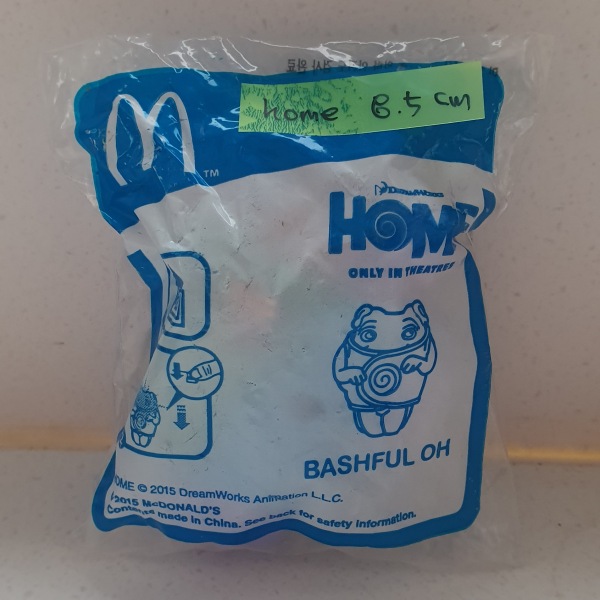 home 8.5 cm
TM
DREAMWORKS
HOME
ONLY IN THEATRES
BASHFUL OH
OME © 2015 DreamWorks Animation L.L.C.
2015 McDONALD'S
Contents made in China. See back for safety information.